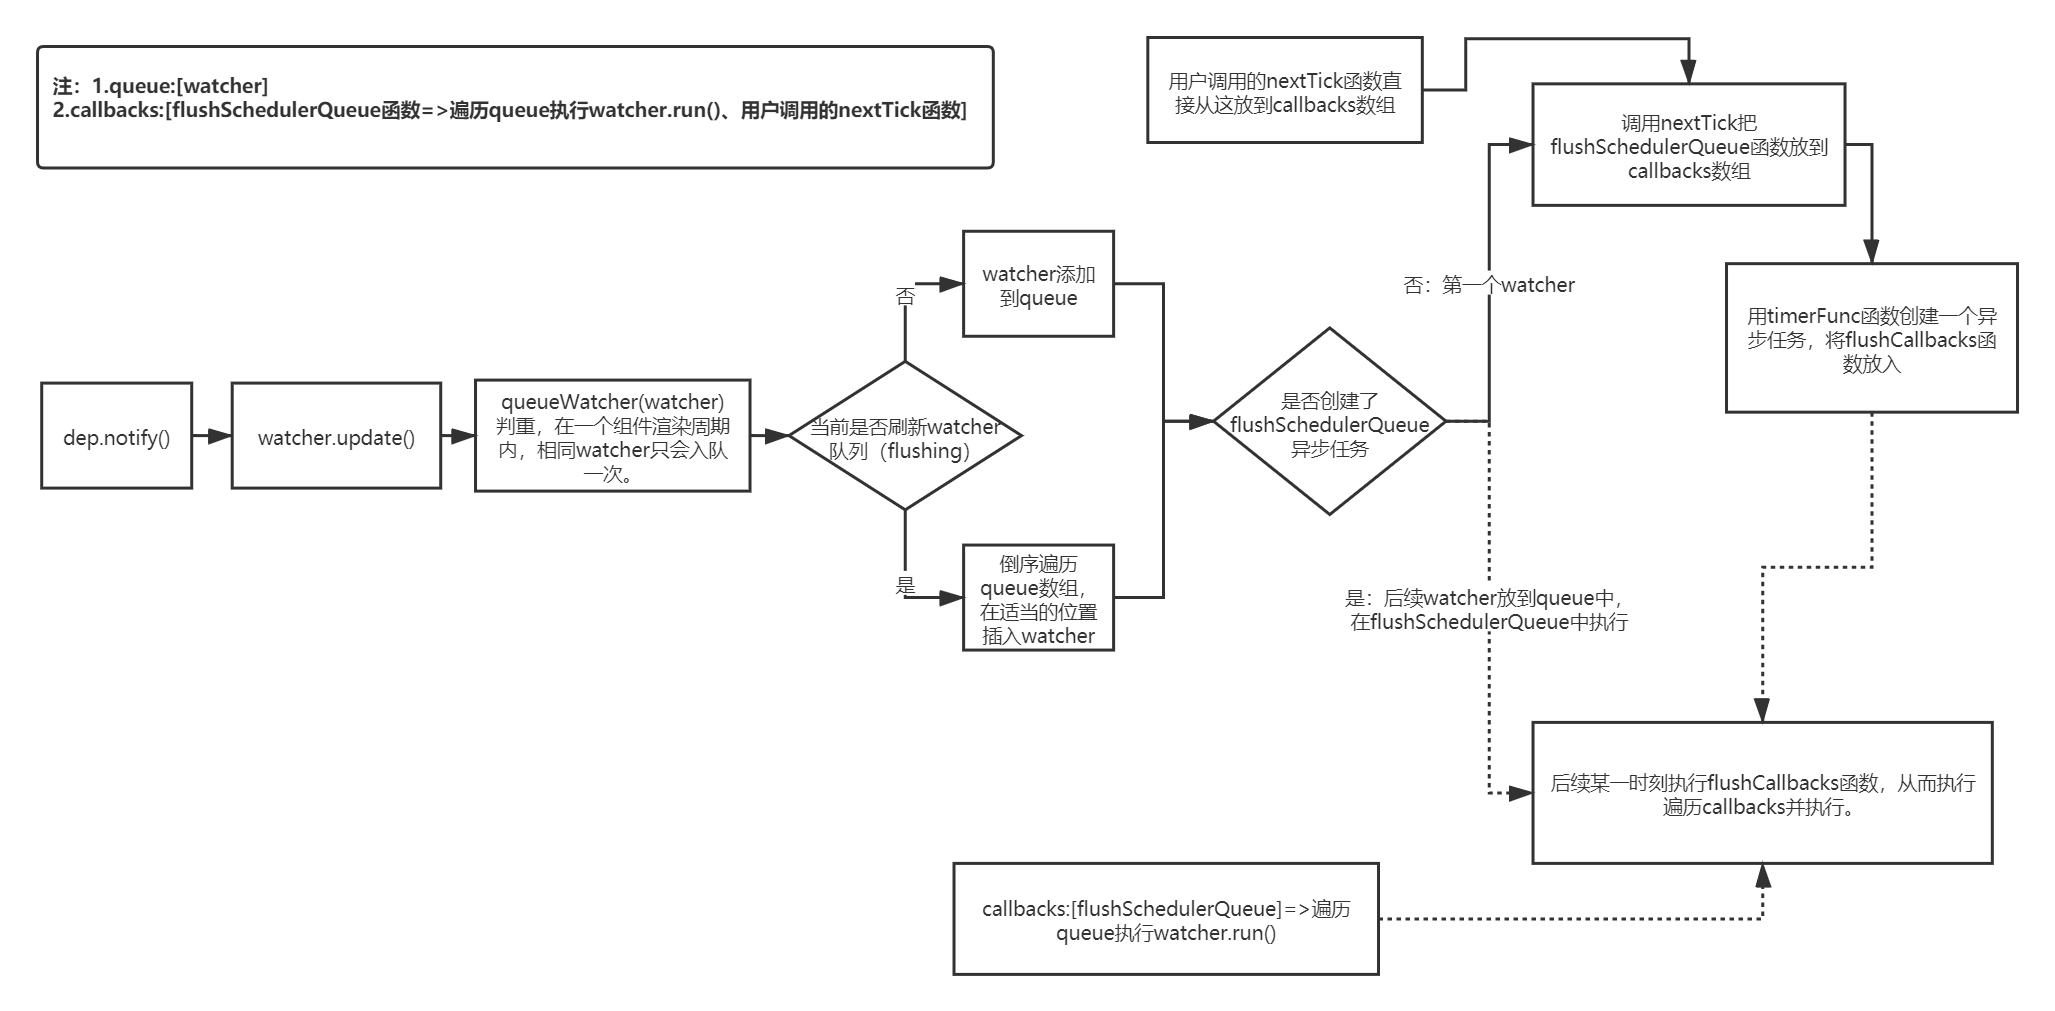 注：1.queue:[watcher]
2.callbacks:[flushSchedulerQueue函数=>遍历queue执行watcher.run()、用户调用的nextTick函数]
用户调用的nextTick函数直
接从这放到callbacks数组
调用nextTick把
flushSchedulerQueue函数放到
callbacks数组
watcher添加
到queue
否
否：第一个watcher
用timerFunc函数创建一个异
步任务，将flushCallbacks函
数放入
dep.notify()
watcher.update()
queueWatcher(watcher)
判重，在一个组件渲染周期
内，相同watcher只会入队
一次。
当前是否刷新watcher
队列（flushing）
是否创建了
flushSchedulerQueue
异步任务
是
倒序遍历
queue数组，
在适当的位置
插入watcher
是：后续watcher放到queue中，
在flushSchedulerQueue中执行
后续某一时刻执行flushCallbacks函数，从而执行
遍历callbacks并执行。
callbacks:[flushSchedulerQueue]=>遍历
queue执行watcher.run()